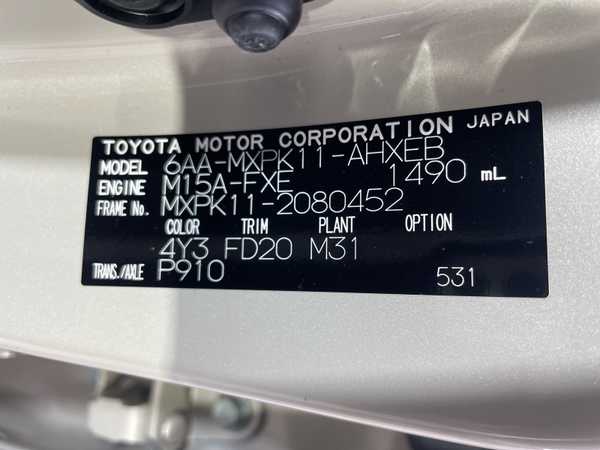 TOYOTA MOTOR CORPORATION JAPAN
MODEL 6AA-MXPK11-AHXEB
ENGINE M15A-FXE 1490 mL
FRAME No. MXPK11-2080452
COLOR TRIM PLANT OPTION
4Y3 FD20 M31
TRANS./AXLE P910 531